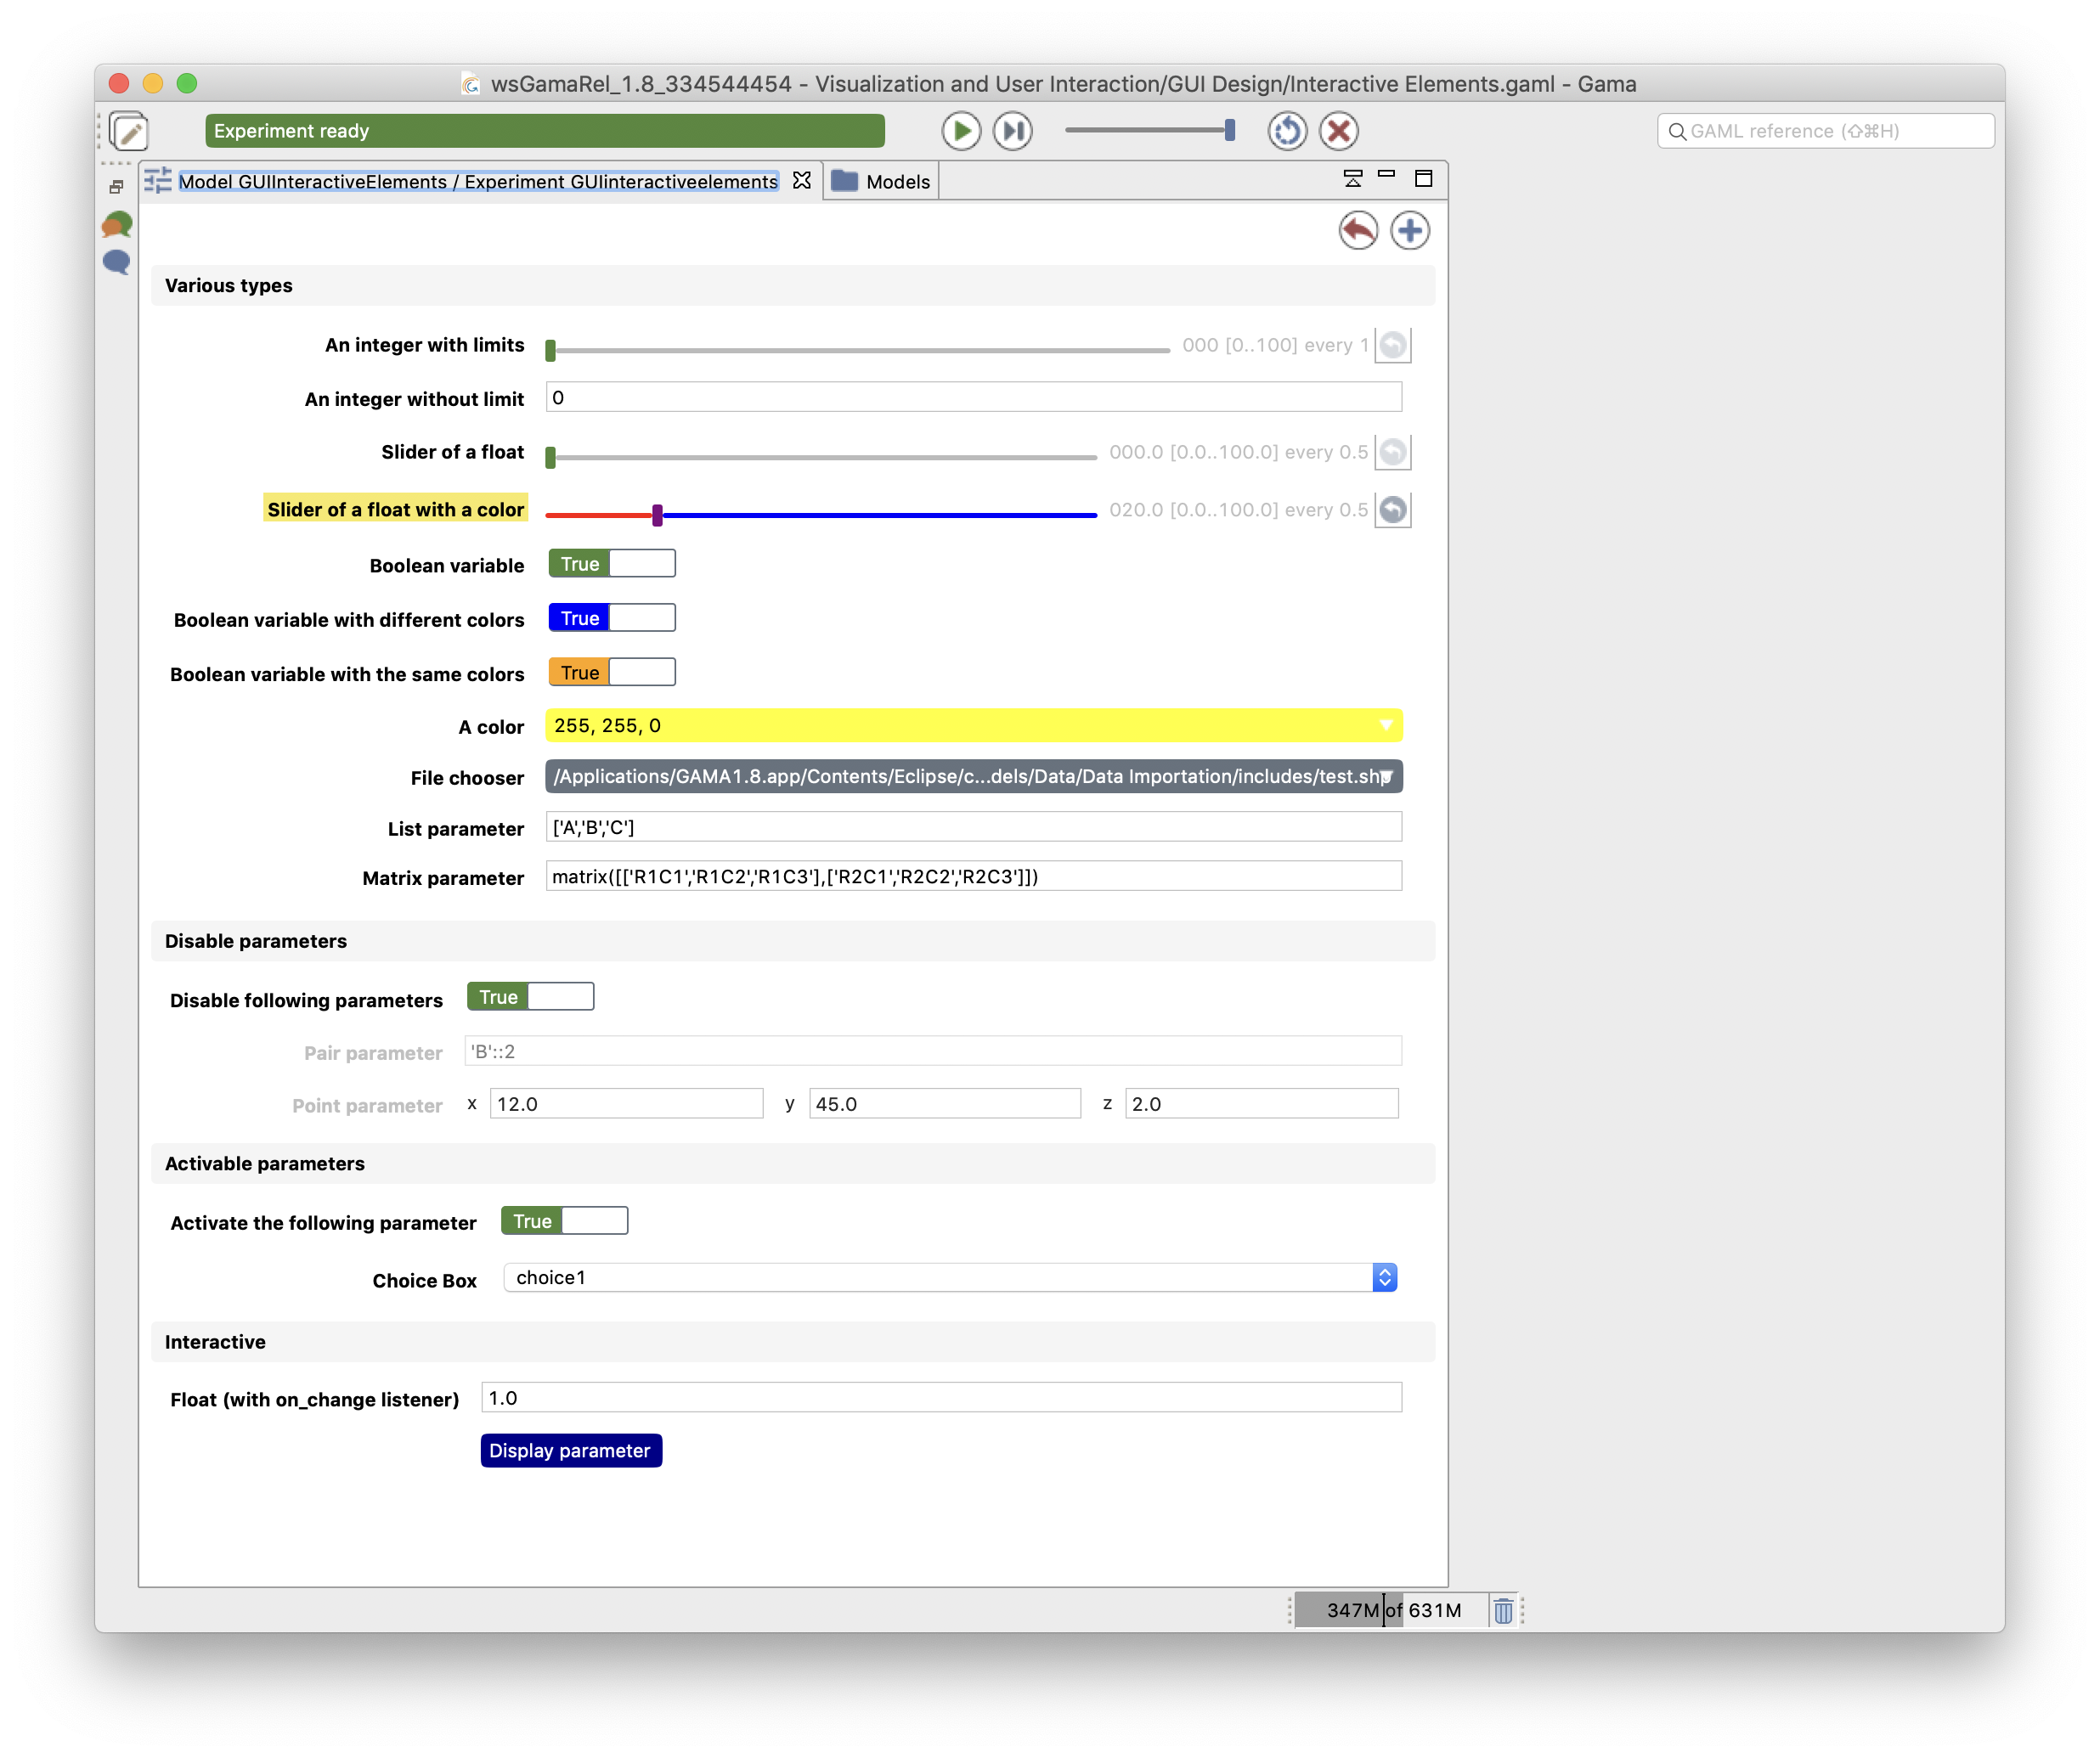 wsGamaRel_1.8_334544454 - Visualization and User Interaction/GUI Design/Interactive Elements.gaml - Gama
Experiment ready
GAML reference (⇧⌘H)
Model GUIInteractiveElements / Experiment GUIinteractiveelements
Models
Various types
An integer with limits 000 [0..100] every 1
An integer without limit 0
Slider of a float 000.0 [0.0..100.0] every 0.5
Slider of a float with a color 020.0 [0.0..100.0] every 0.5
Boolean variable True
Boolean variable with different colors True
Boolean variable with the same colors True
A color 255, 255, 0
File chooser /Applications/GAMA1.8.app/Contents/Eclipse/c...dels/Data/Data Importation/includes/test.shp
List parameter ['A','B','C']
Matrix parameter matrix([['R1C1','R1C2','R1C3'],['R2C1','R2C2','R2C3']])
Disable parameters
Disable following parameters True
Pair parameter 'B'::2
Point parameter x 12.0 y 45.0 z 2.0
Activable parameters
Activate the following parameter True
Choice Box choice1
Interactive
Float (with on_change listener) 1.0
Display parameter
347M of 631M